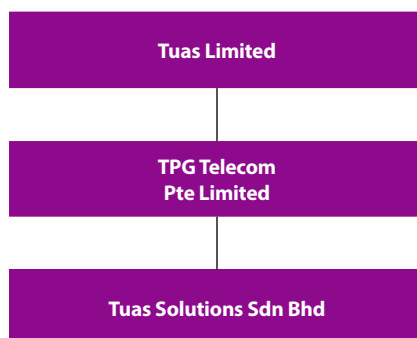 Tuas Limited
TPG Telecom
Pte Limited
Tuas Solutions Sdn Bhd